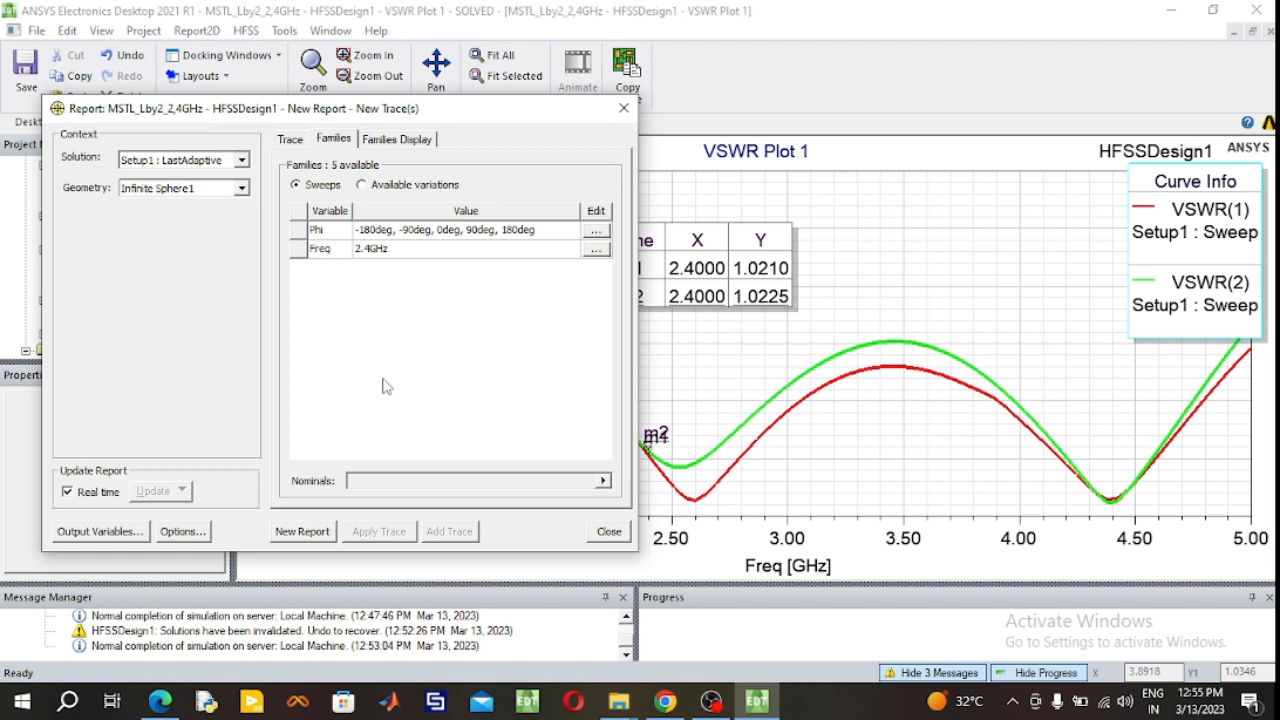 ANSYS Electronics Desktop 2021 R1 - MSTL_Lby2_2,4GHz - HFSSDesign1 - VSWR Plot 1 - SOLVED - [MSTL_Lby2_2,4GHz - HFSSDesign1 - VSWR Plot 1]
File Edit View Project Report2D HFSS Tools Window Help
Save Cut Copy Undo Redo Docking Windows Layouts Zoom Zoom In Zoom Out Pan Fit All Fit Selected Animate Copy
Deskt
Project M
Report: MSTL_Lby2_2,4GHz - HFSSDesign1 - New Report - New Trace(s)
Context
Solution: Setup1 : LastAdaptive
Geometry: Infinite Sphere1
Trace Families Families Display
Families : 5 available
Sweeps Available variations
Variable Value Edit
Phi -180deg, -90deg, 0deg, 90deg, 180deg ...
Freq 2.4GHz ...
Nominals:
Update Report
Real time Update
Output Variables... Options... New Report Apply Trace Add Trace Close
Properti
VSWR Plot 1
HFSSDesign1 ANSYS
Curve Info
VSWR(1)
Setup1 : Sweep
VSWR(2)
Setup1 : Sweep
X Y
2.4000 1.0210
2.4000 1.0225
m2
2.50 3.00 3.50 4.00 4.50 5.00
Freq [GHz]
Message Manager
Normal completion of simulation on server: Local Machine. (12:47:46 PM Mar 13, 2023)
HFSSDesign1: Solutions have been invalidated. Undo to recover. (12:52:26 PM Mar 13, 2023)
Normal completion of simulation on server: Local Machine. (12:53:04 PM Mar 13, 2023)
Progress
Activate Windows
Go to Settings to activate Windows.
Ready
Hide 3 Messages Hide Progress X 3.8918 Y1 1.0346
EDT EDT 32°C ENG IN 12:55 PM 3/13/2023